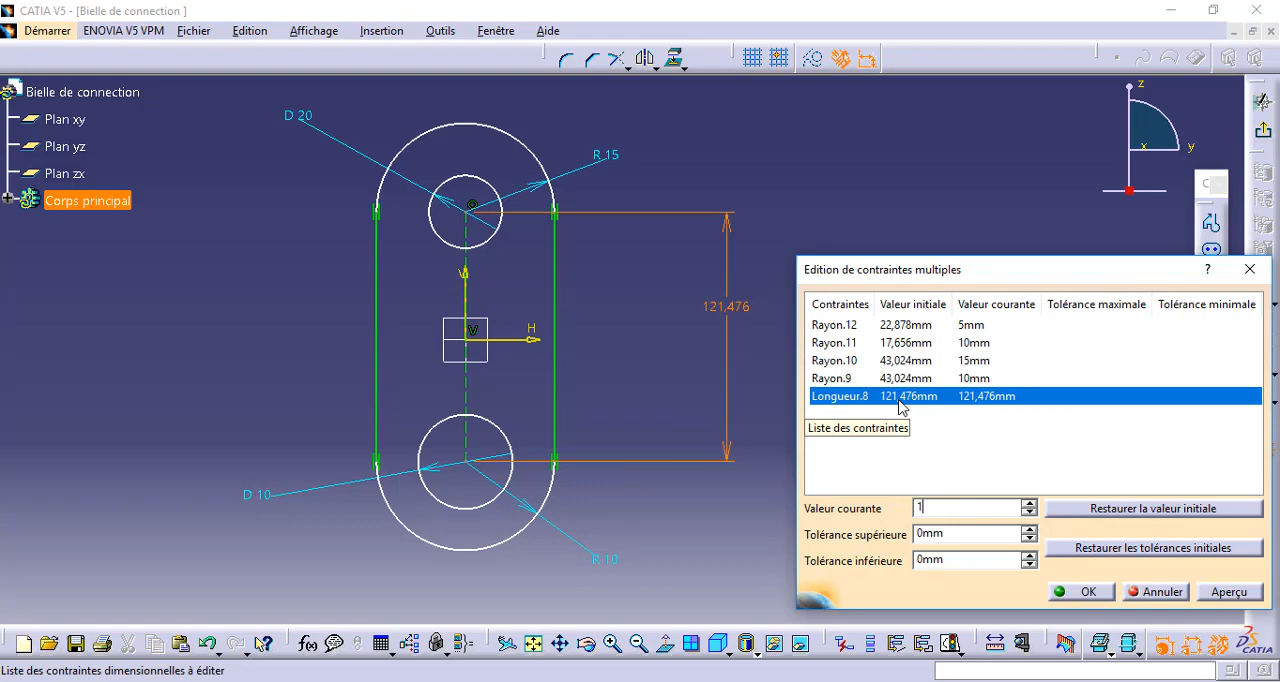 CATIA V5 - [Bielle de connection ]
Démarrer ENOVIA V5 VPM Fichier Edition Affichage Insertion Outils Fenêtre Aide
Bielle de connection
Plan xy
Plan yz
Plan zx
Corps principal
D 20
R 15
V
H
V
121,476
D 10
R 10
z
x
y
C
Edition de contraintes multiples
?
Contraintes Valeur initiale Valeur courante Tolérance maximale Tolérance minimale
Rayon.12 22,878mm 5mm
Rayon.11 17,656mm 10mm
Rayon.10 43,024mm 15mm
Rayon.9 43,024mm 10mm
Longueur.8 121,476mm 121,476mm
Liste des contraintes
Valeur courante 1 Restaurer la valeur initiale
Tolérance supérieure 0mm
Restaurer les tolérances initiales
Tolérance inférieure 0mm
OK Annuler Aperçu
f(x)
CATIA
Liste des contraintes dimensionnelles à éditer